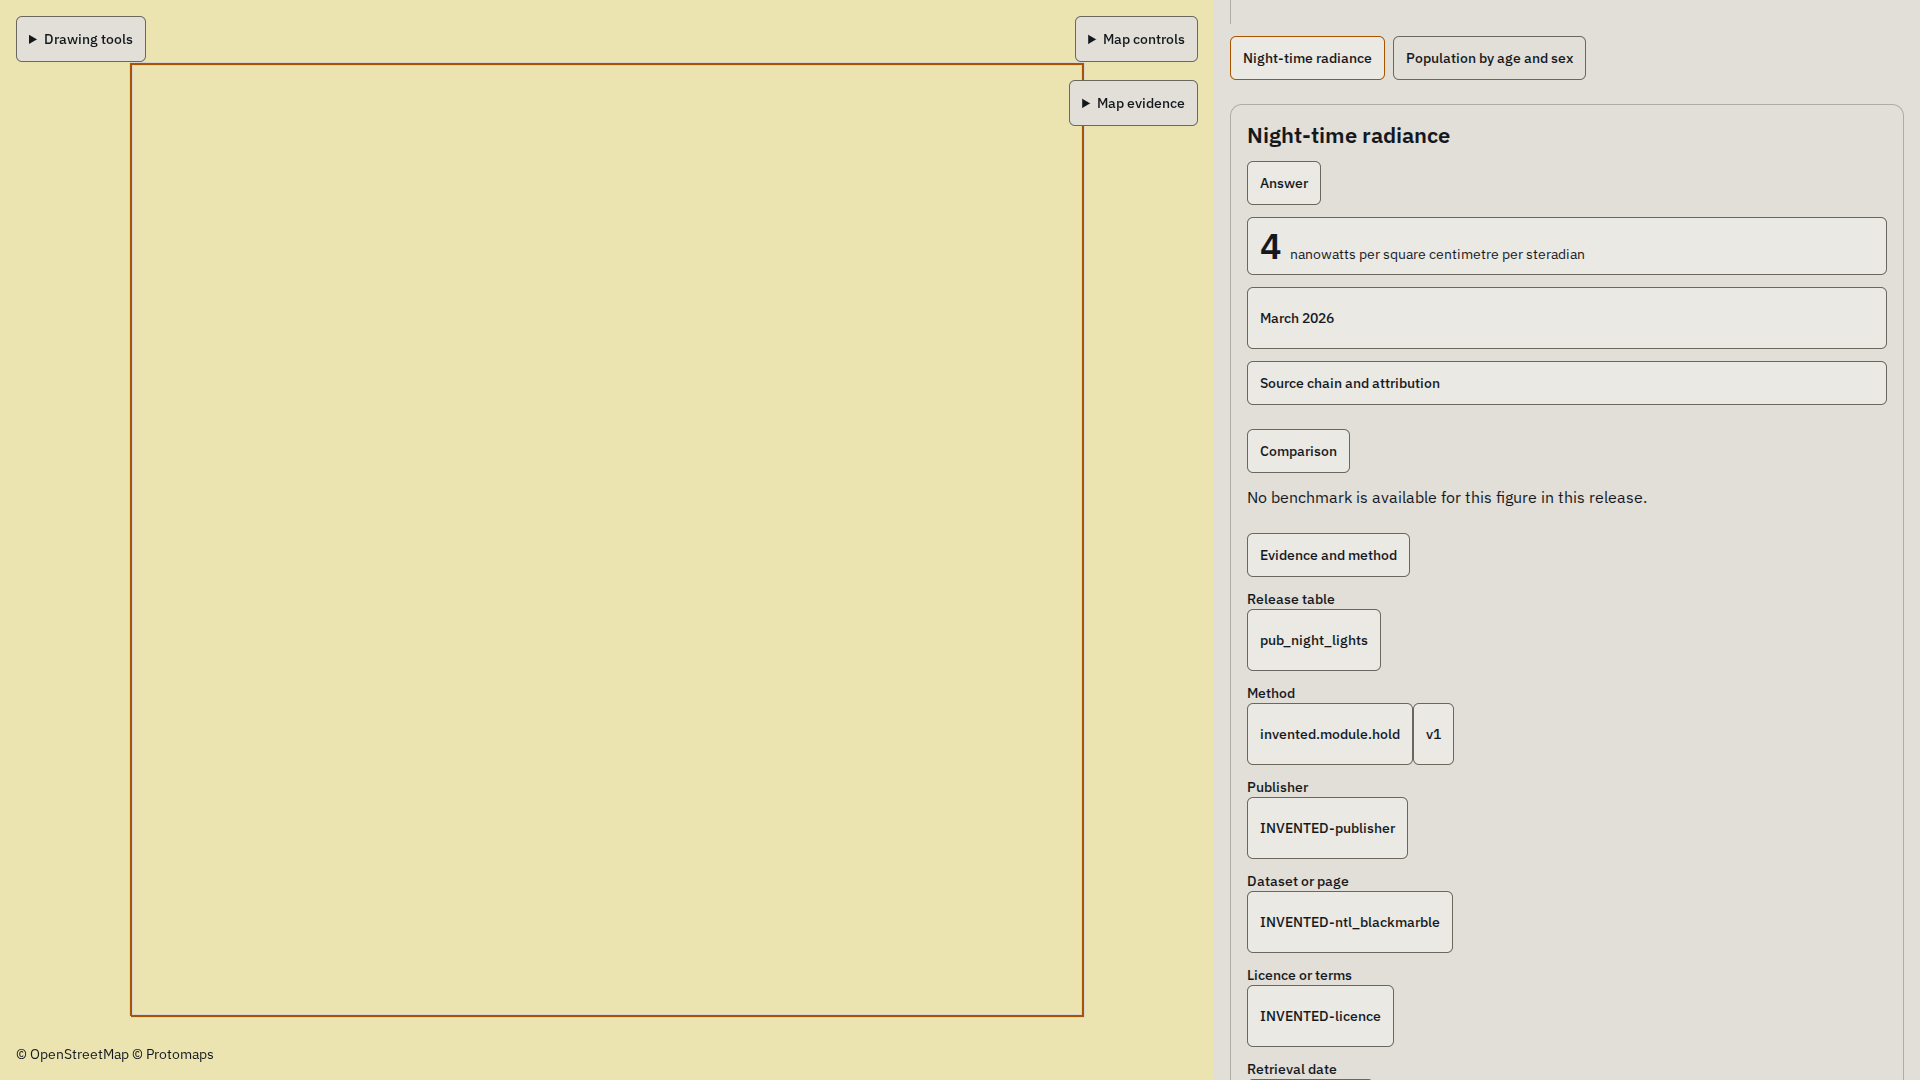 Drawing tools
Map controls
Map evidence
© OpenStreetMap © Protomaps
Night-time radiance
Population by age and sex
Night-time radiance
Answer
4 nanowatts per square centimetre per steradian
March 2026
Source chain and attribution
Comparison
No benchmark is available for this figure in this release.
Evidence and method
Release table
pub_night_lights
Method
invented.module.hold v1
Publisher
INVENTED-publisher
Dataset or page
INVENTED-ntl_blackmarble
Licence or terms
INVENTED-licence
Retrieval date